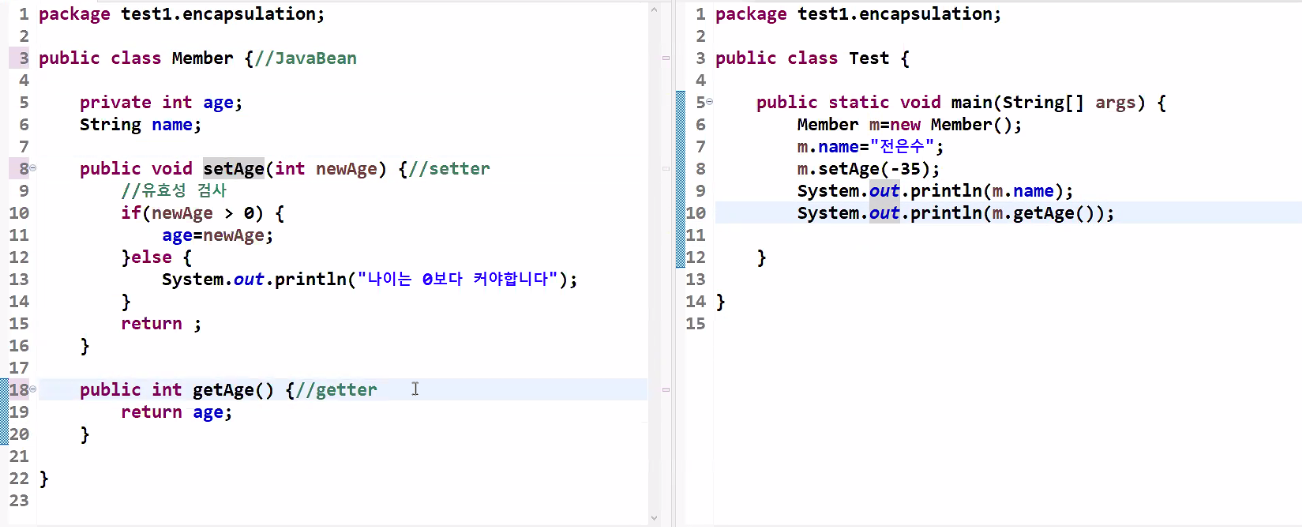 1 package test1.encapsulation;
2
3 public class Member {//JavaBean
4
5 private int age;
6 String name;
7
8 public void setAge(int newAge) {//setter
9 //유효성 검사
10 if(newAge > 0) {
11 age=newAge;
12 }else {
13 System.out.println("나이는 0보다 커야합니다");
14 }
15 return ;
16 }
17
18 public int getAge() {//getter
19 return age;
20 }
21
22 }
23
1 package test1.encapsulation;
2
3 public class Test {
4
5 public static void main(String[] args) {
6 Member m=new Member();
7 m.name="전은수";
8 m.setAge(-35);
9 System.out.println(m.name);
10 System.out.println(m.getAge());
11
12 }
13
14 }
15